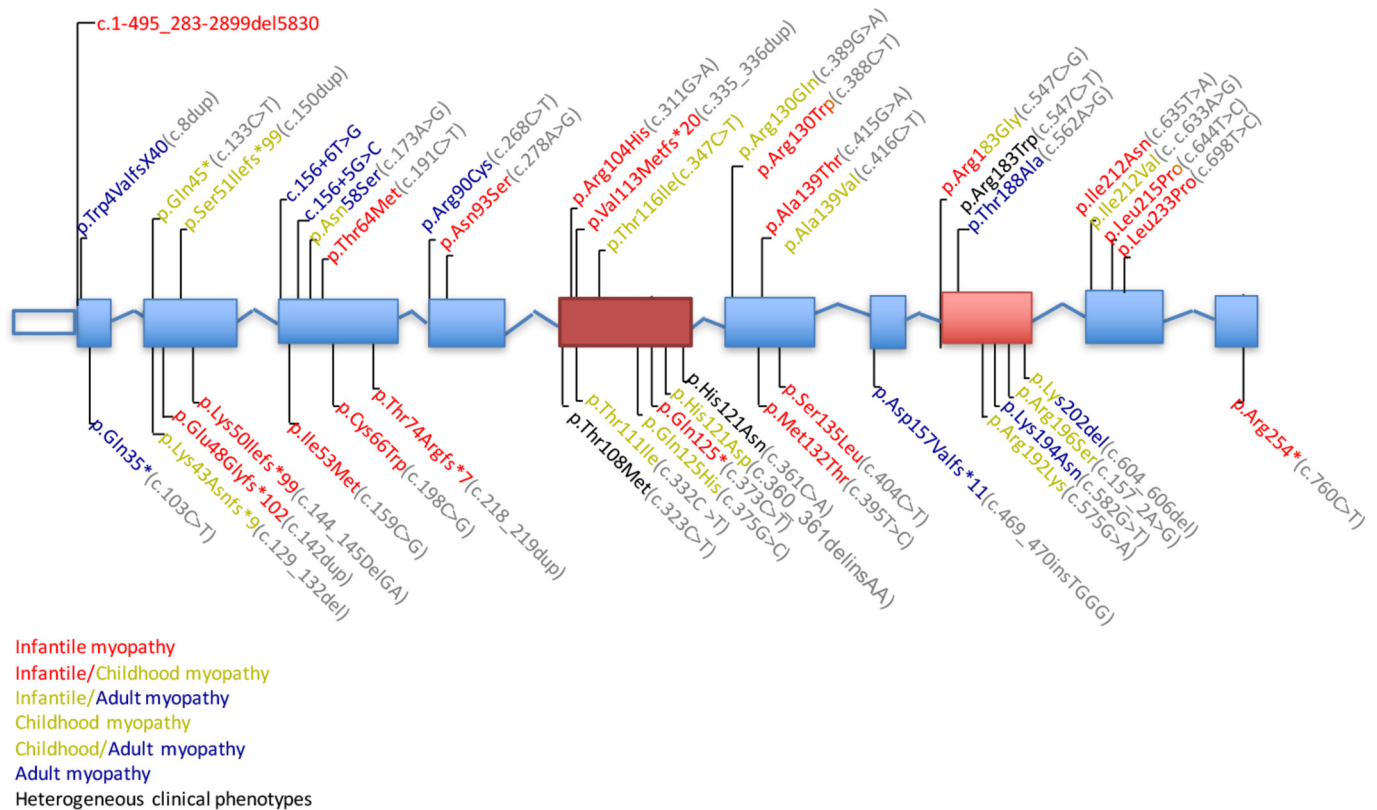 c.1-495_283-2899del5830
p.Trp4ValfsX40(c.8dup)
p.Gln45*(c.133C>T)
p.Ser51Ilefs*99(c.150dup)
c.156+6T>G
c.156+5G>C
p.Asn58Ser(c.173A>G)
p.Thr64Met(c.191C>T)
p.Arg90Cys(c.268C>T)
p.Asn93Ser(c.278A>G)
p.Arg104His(c.311G>A)
p.Val113Metfs*20(c.335_336dup)
p.Thr116Ile(c.347C>T)
p.Arg130Gln(c.389G>A)
p.Arg130Trp(c.388C>T)
p.Ala139Thr(c.415G>A)
p.Ala139Val(c.416C>T)
p.Arg183Gly(c.547C>G)
p.Arg183Trp(c.547C>T)
p.Thr188Ala(c.562A>G)
p.Ile212Asn(c.635T>A)
p.Ile212Val(c.633A>G)
p.Leu215Pro(c.644T>C)
p.Leu233Pro(c.698T>C)
p.Gln35*(c.103C>T)
p.Lys43Asnfs*9(c.129_132del)
p.Glu48Glyfs*102(c.142dup)
p.Lys50Ilefs*99(c.144_145DelGA)
p.Ile53Met(c.159C>G)
p.Cys66Trp(c.198C>G)
p.Thr74Argfs*7(c.218_219dup)
p.Thr108Met(c.323C>T)
p.Thr111Ile(c.332C>T)
p.Gln125His(c.375G>C)
p.Gln125*(c.373C>T)
p.His121Asp(c.360_361delinsAA)
p.His121Asn(c.361C>A)
p.Met132Thr(c.395T>C)
p.Ser135Leu(c.404C>T)
p.Asp157Valfs*11(c.469_470insTGGG)
p.Arg192Lys(c.575G>A)
p.Lys194Asn(c.582G>T)
p.Arg196Ser(c.157_2A>G)
p.Lys202del(c.604_606del)
p.Arg254*(c.760C>T)
Infantile myopathy
Infantile/Childhood myopathy
Infantile/Adult myopathy
Childhood myopathy
Childhood/Adult myopathy
Adult myopathy
Heterogeneous clinical phenotypes